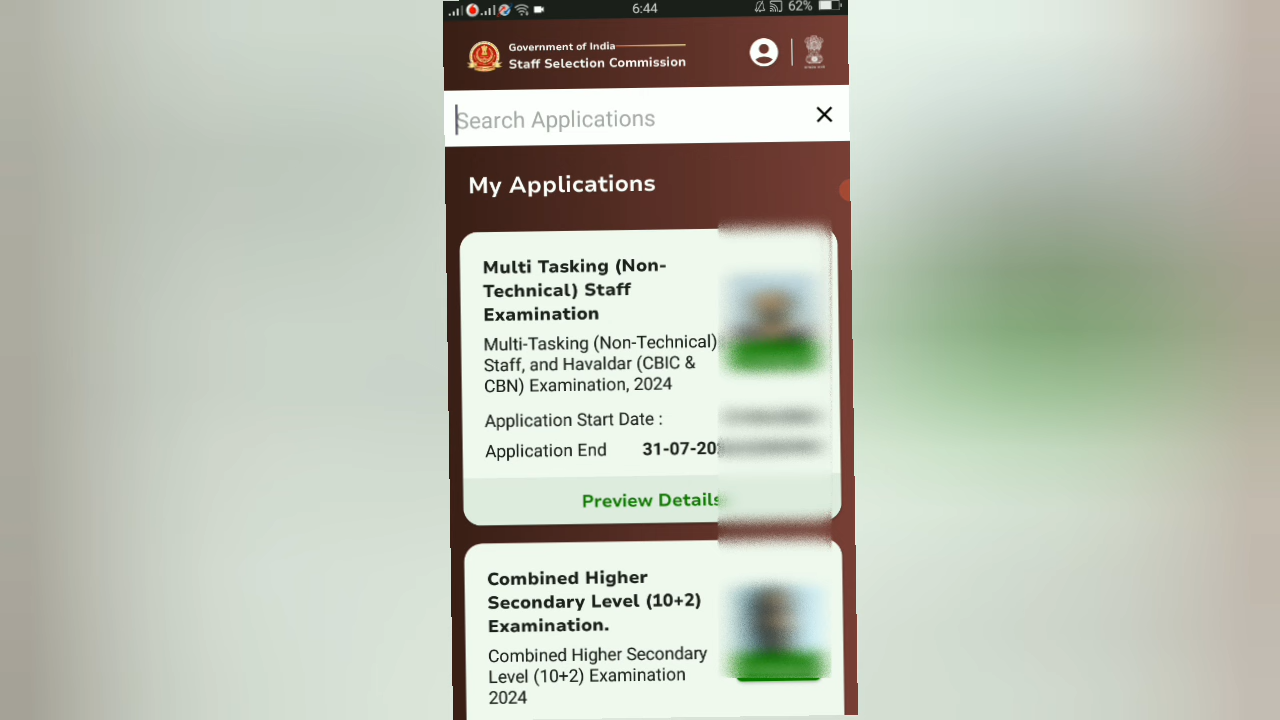 6:44
62%
Government of India
Staff Selection Commission
Search Applications
My Applications
Multi Tasking (Non-
Technical) Staff
Examination
Multi-Tasking (Non-Technical)
Staff, and Havaldar (CBIC &
CBN) Examination, 2024
Application Start Date :
Application End 31-07-20
Preview Details
Combined Higher
Secondary Level (10+2)
Examination.
Combined Higher Secondary
Level (10+2) Examination
2024